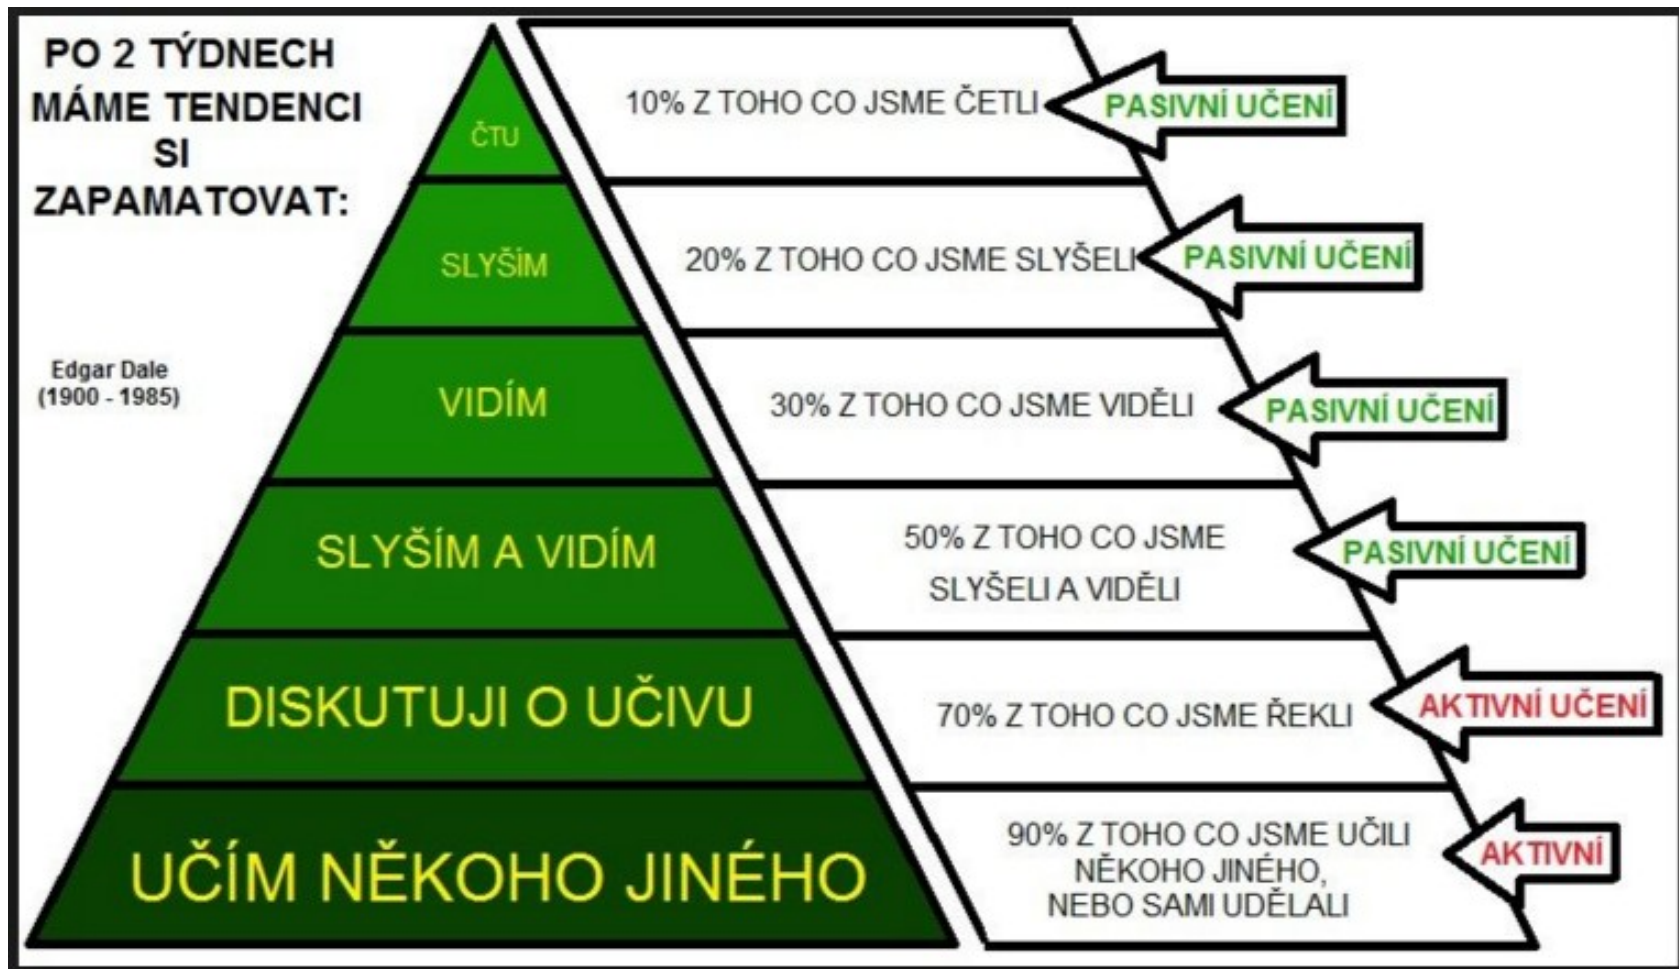 PO 2 TÝDNECH
MÁME TENDENCI
SI
ZAPAMATOVAT:
Edgar Dale
(1900 - 1985)
ČTU
10% Z TOHO CO JSME ČETLI
PASIVNÍ UČENÍ
SLYŠÍM
20% Z TOHO CO JSME SLYŠELI
PASIVNÍ UČENÍ
VIDÍM
30% Z TOHO CO JSME VIDĚLI
PASIVNÍ UČENÍ
SLYŠÍM A VIDÍM
50% Z TOHO CO JSME
SLYŠELI A VIDĚLI
PASIVNÍ UČENÍ
DISKUTUJI O UČIVU
70% Z TOHO CO JSME ŘEKLI
AKTIVNÍ UČENÍ
UČÍM NĚKOHO JINÉHO
90% Z TOHO CO JSME UČILI
NĚKOHO JINÉHO,
NEBO SAMI UDĚLALI
AKTIVNÍ